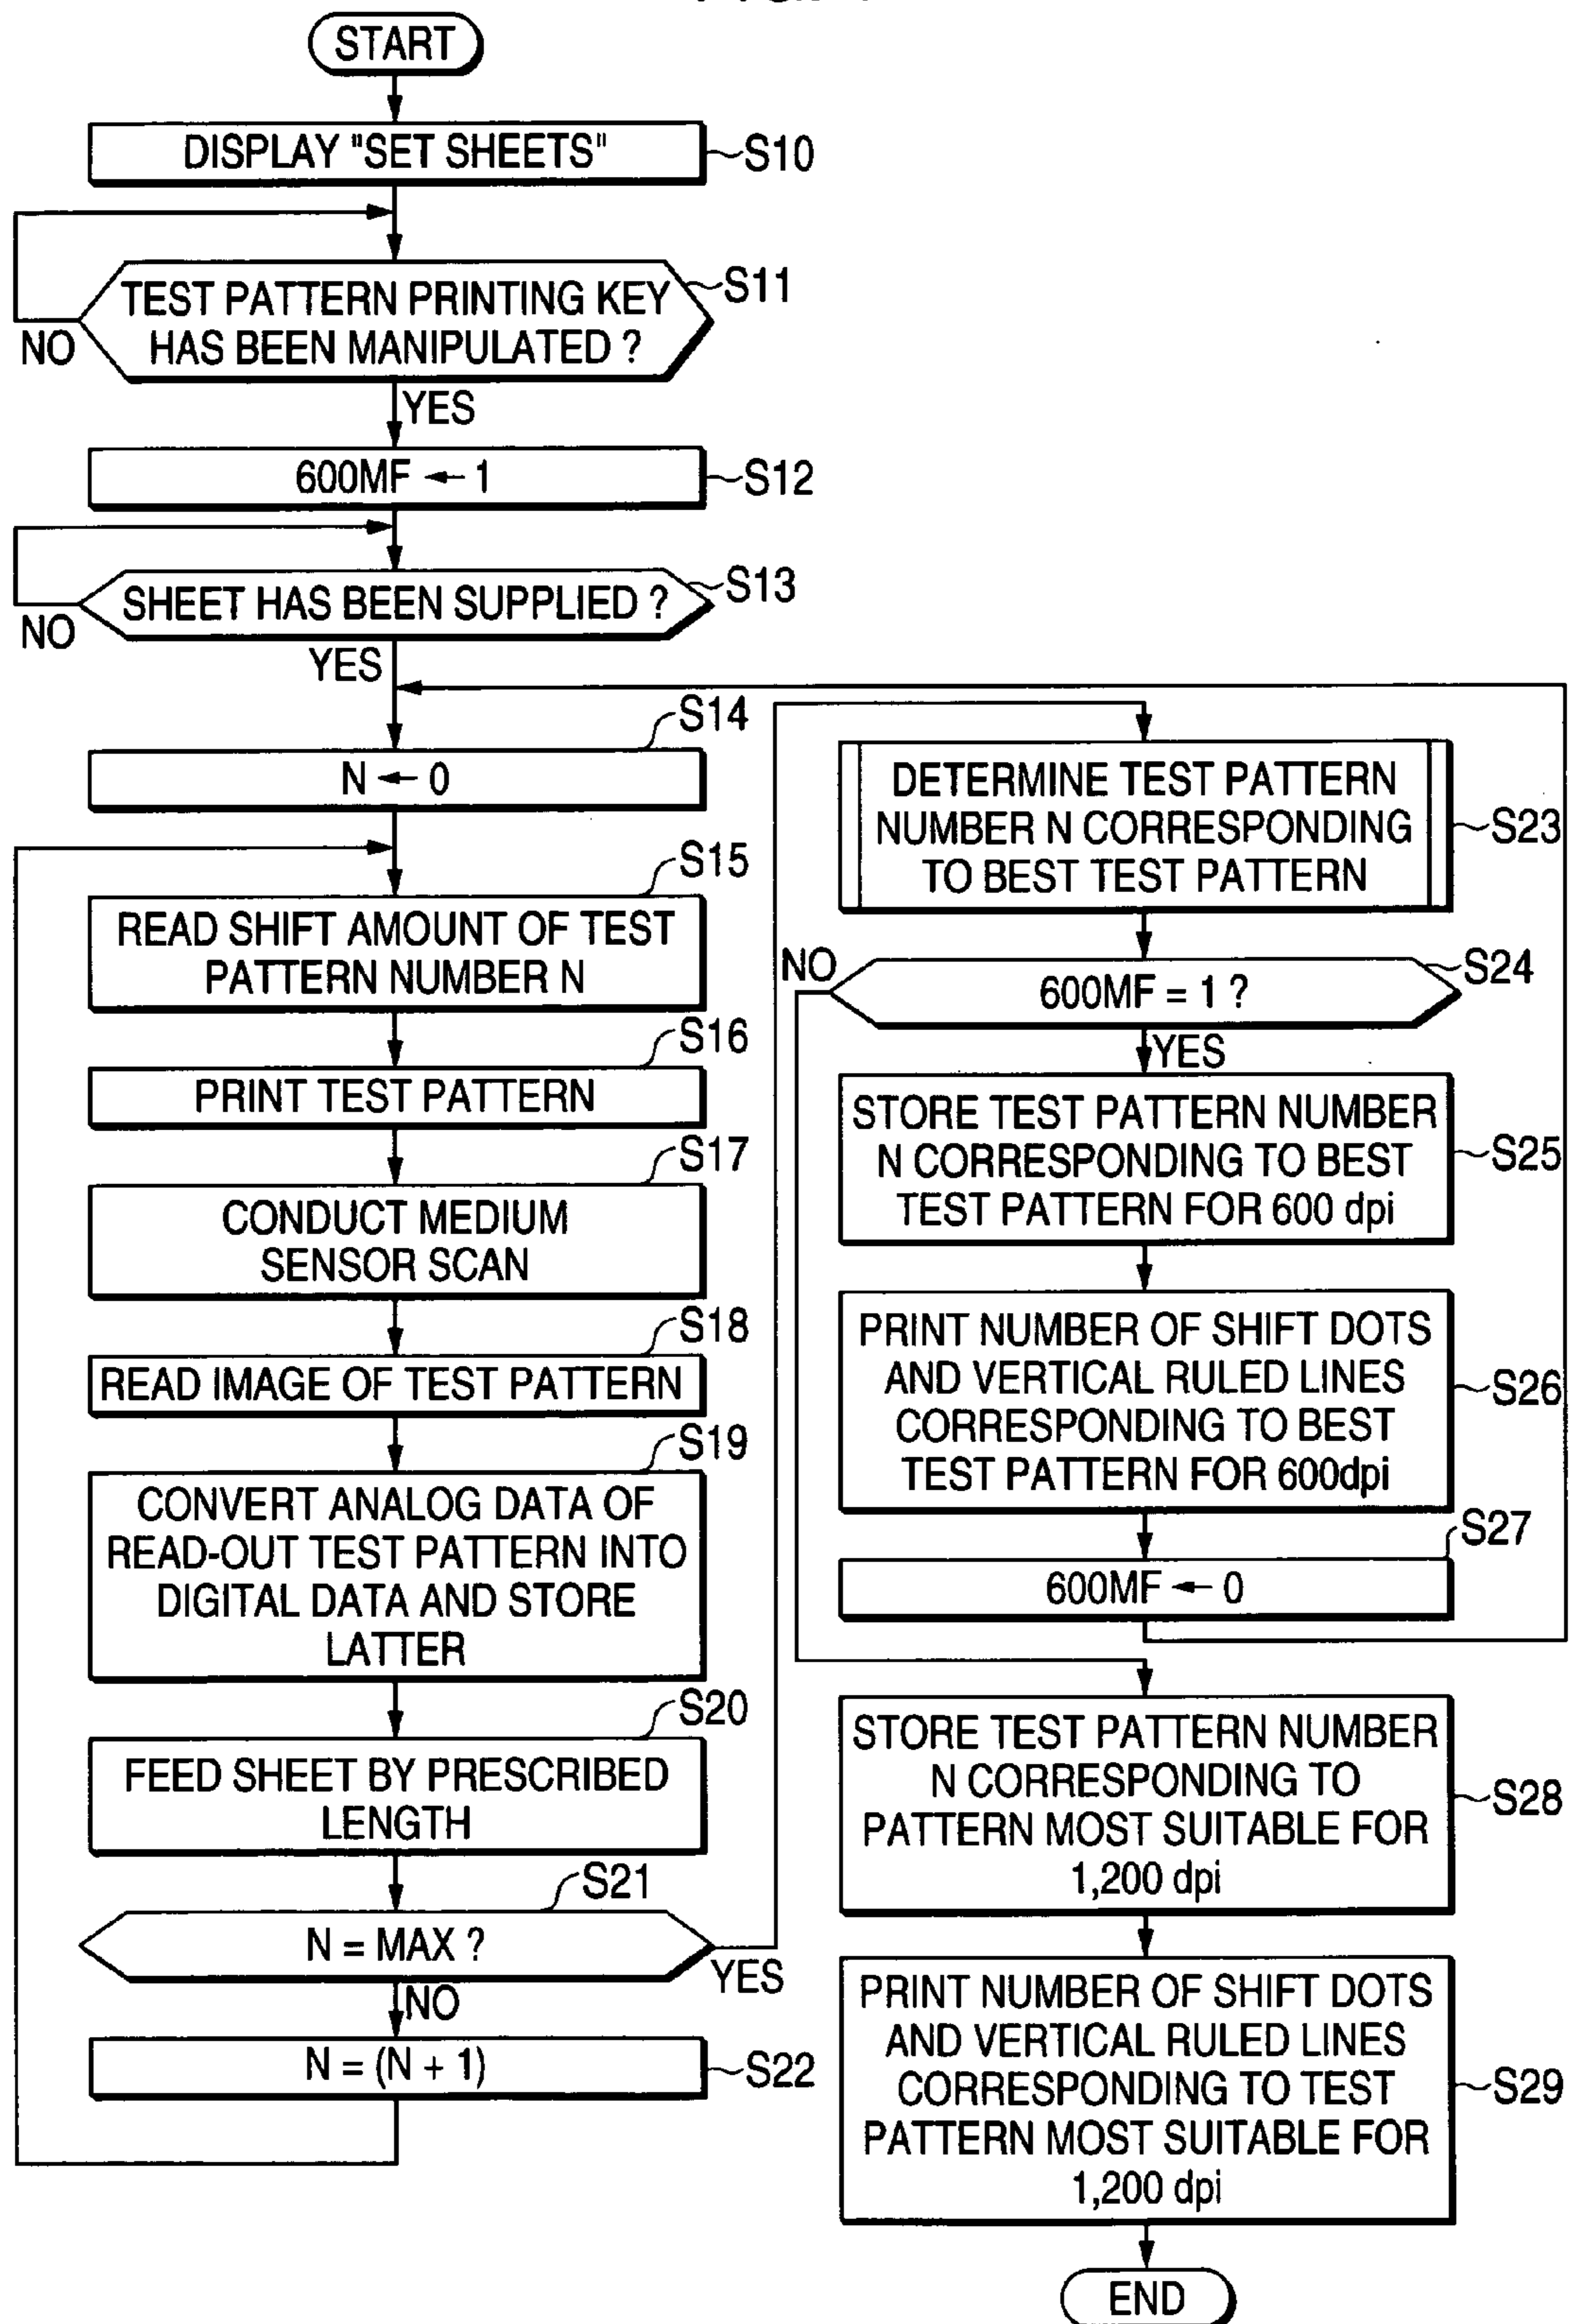 START
DISPLAY "SET SHEETS"
S10
TEST PATTERN PRINTING KEY
HAS BEEN MANIPULATED ?
S11
NO
YES
600MF ← 1
S12
SHEET HAS BEEN SUPPLIED ?
S13
NO
YES
S14
N ← 0
S15
READ SHIFT AMOUNT OF TEST
PATTERN NUMBER N
S16
PRINT TEST PATTERN
S17
CONDUCT MEDIUM
SENSOR SCAN
S18
READ IMAGE OF TEST PATTERN
S19
CONVERT ANALOG DATA OF
READ-OUT TEST PATTERN INTO
DIGITAL DATA AND STORE
LATTER
S20
FEED SHEET BY PRESCRIBED
LENGTH
S21
N = MAX ?
YES
NO
N = (N + 1)
S22
DETERMINE TEST PATTERN
NUMBER N CORRESPONDING
TO BEST TEST PATTERN
S23
NO
600MF = 1 ?
S24
YES
STORE TEST PATTERN NUMBER
N CORRESPONDING TO BEST
TEST PATTERN FOR 600 dpi
S25
PRINT NUMBER OF SHIFT DOTS
AND VERTICAL RULED LINES
CORRESPONDING TO BEST
TEST PATTERN FOR 600dpi
S26
S27
600MF ← 0
STORE TEST PATTERN NUMBER
N CORRESPONDING TO
PATTERN MOST SUITABLE FOR
1,200 dpi
S28
PRINT NUMBER OF SHIFT DOTS
AND VERTICAL RULED LINES
CORRESPONDING TO TEST
PATTERN MOST SUITABLE FOR
1,200 dpi
S29
END